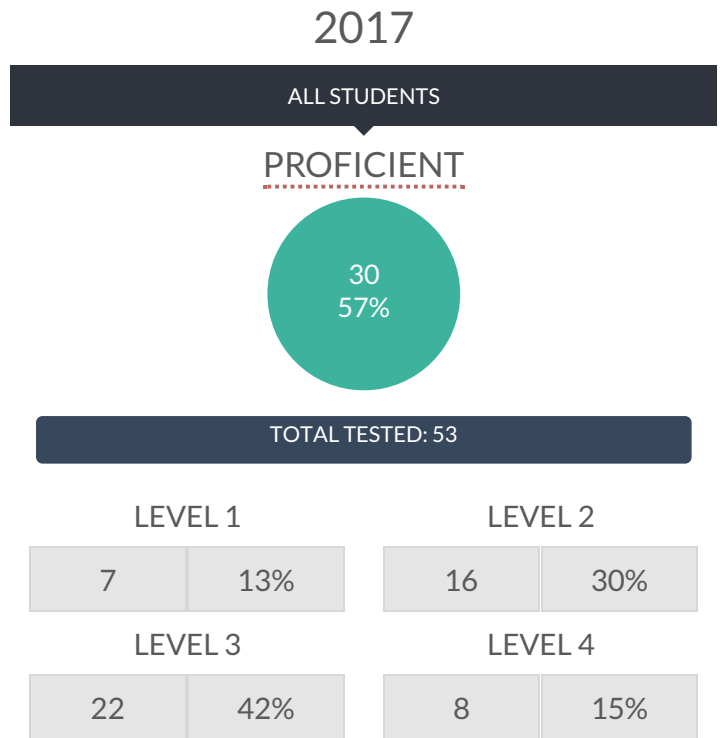 2017
ALL STUDENTS
PROFICIENT
30
57%
TOTAL TESTED: 53
LEVEL 1
LEVEL 2
7 13%
16 30%
LEVEL 3
LEVEL 4
22 42%
8 15%